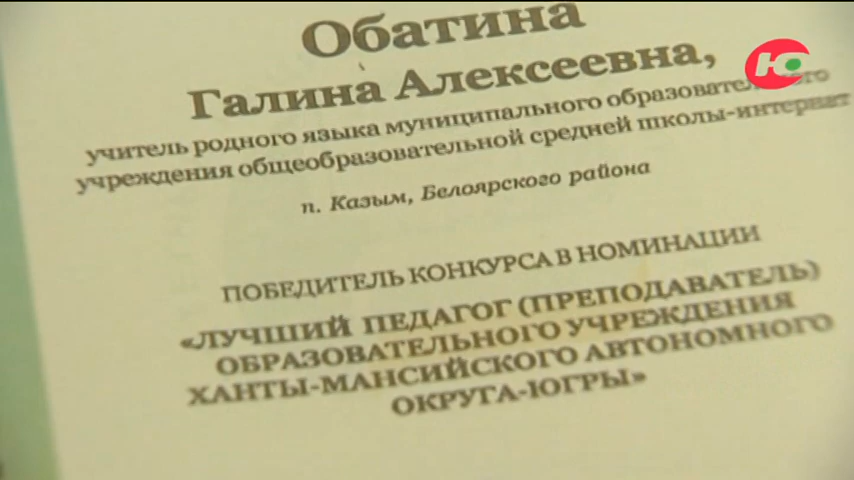 Обатина
Галина Алексеевна,
учитель родного языка муниципального образовательного
учреждения общеобразовательной средней школы-интернат
п. Казым, Белоярского района
ПОБЕДИТЕЛЬ КОНКУРСА В НОМИНАЦИИ
«ЛУЧШИЙ ПЕДАГОГ (ПРЕПОДАВАТЕЛЬ)
ОБРАЗОВАТЕЛЬНОГО УЧРЕЖДЕНИЯ
ХАНТЫ-МАНСИЙСКОГО АВТОНОМНОГО
ОКРУГА-ЮГРЫ»
Ю